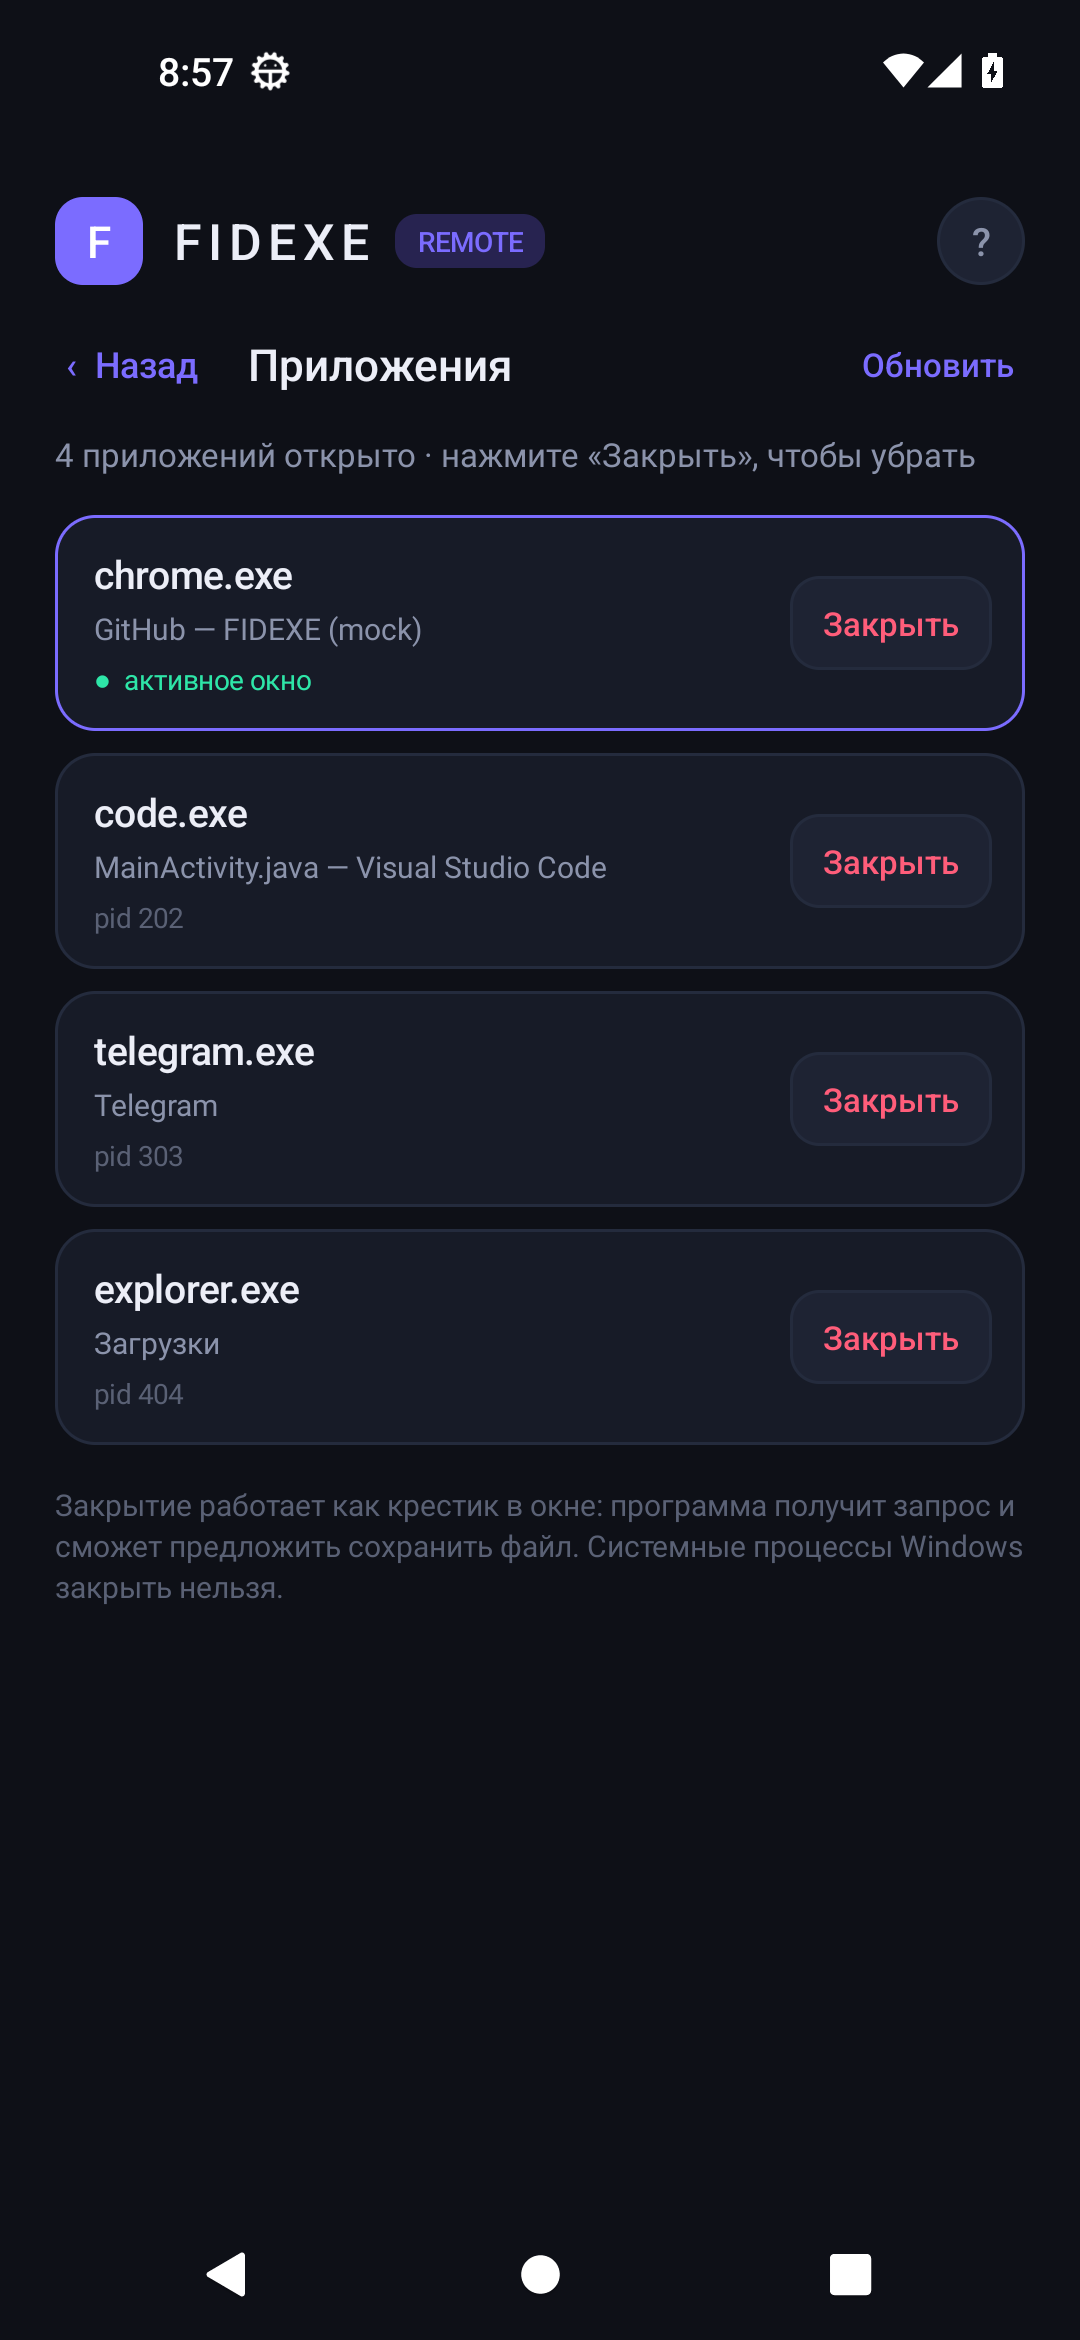 8:57
F FIDEXE REMOTE ?
‹ Назад Приложения Обновить
4 приложений открыто · нажмите «Закрыть», чтобы убрать
chrome.exe
GitHub — FIDEXE (mock)
● активное окно
Закрыть
code.exe
MainActivity.java — Visual Studio Code
pid 202
Закрыть
telegram.exe
Telegram
pid 303
Закрыть
explorer.exe
Загрузки
pid 404
Закрыть
Закрытие работает как крестик в окне: программа получит запрос и
сможет предложить сохранить файл. Системные процессы Windows
закрыть нельзя.